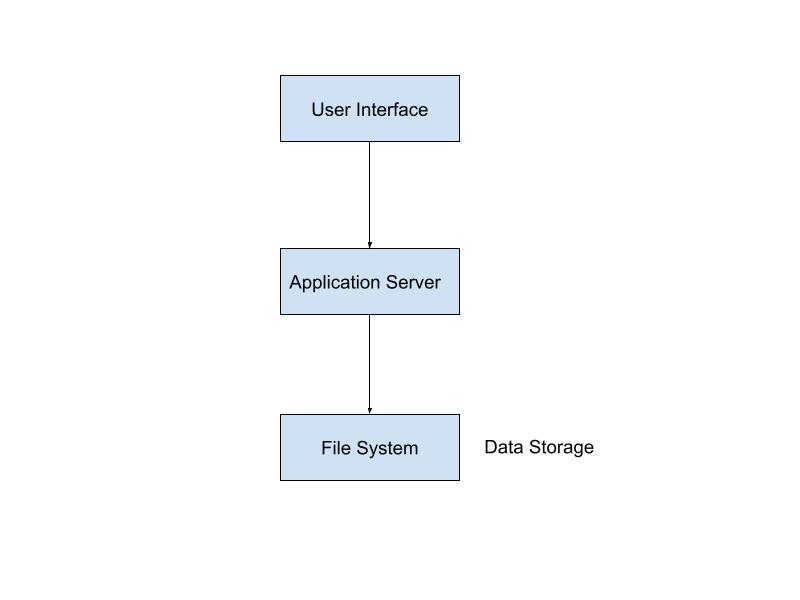 User Interface
Application Server
File System
Data Storage